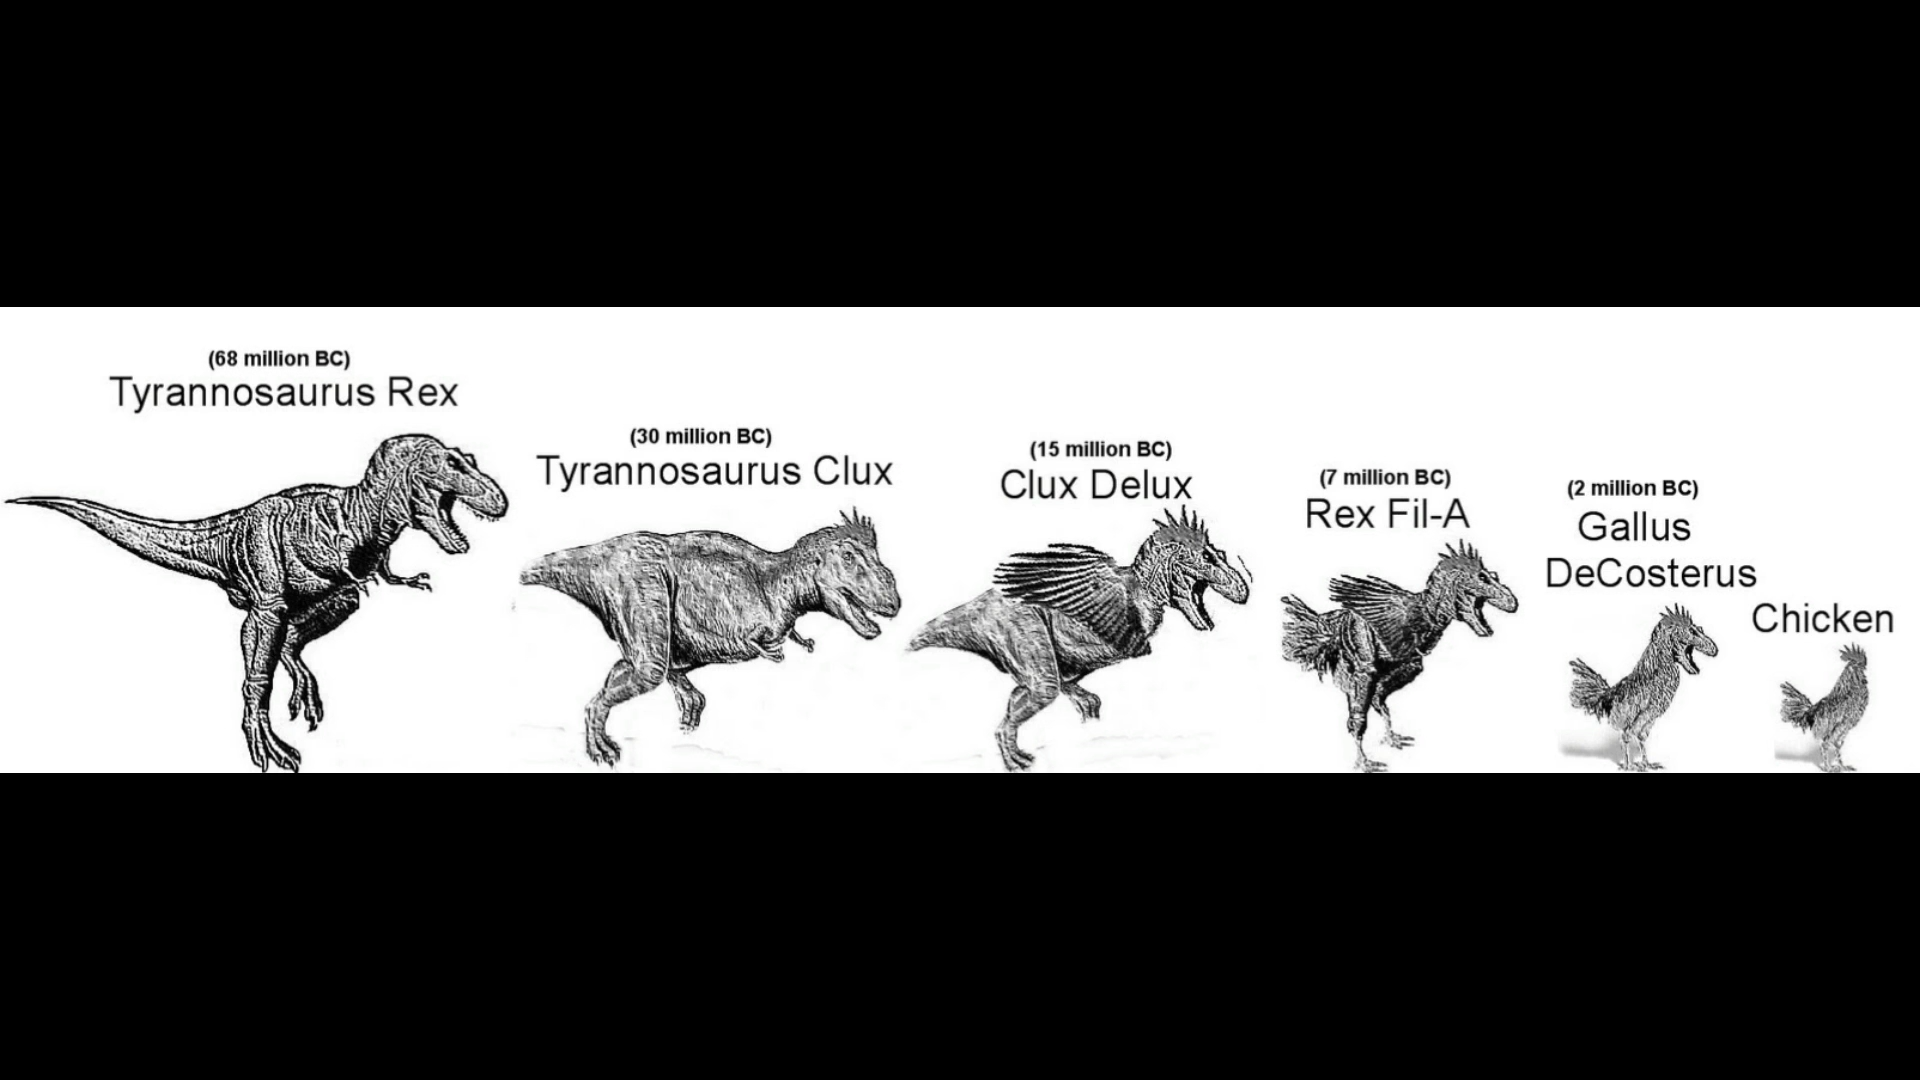 (68 million BC)
Tyrannosaurus Rex
(30 million BC)
Tyrannosaurus Clux
(15 million BC)
Clux Delux
(7 million BC)
Rex Fil-A
(2 million BC)
Gallus
DeCosterus
Chicken